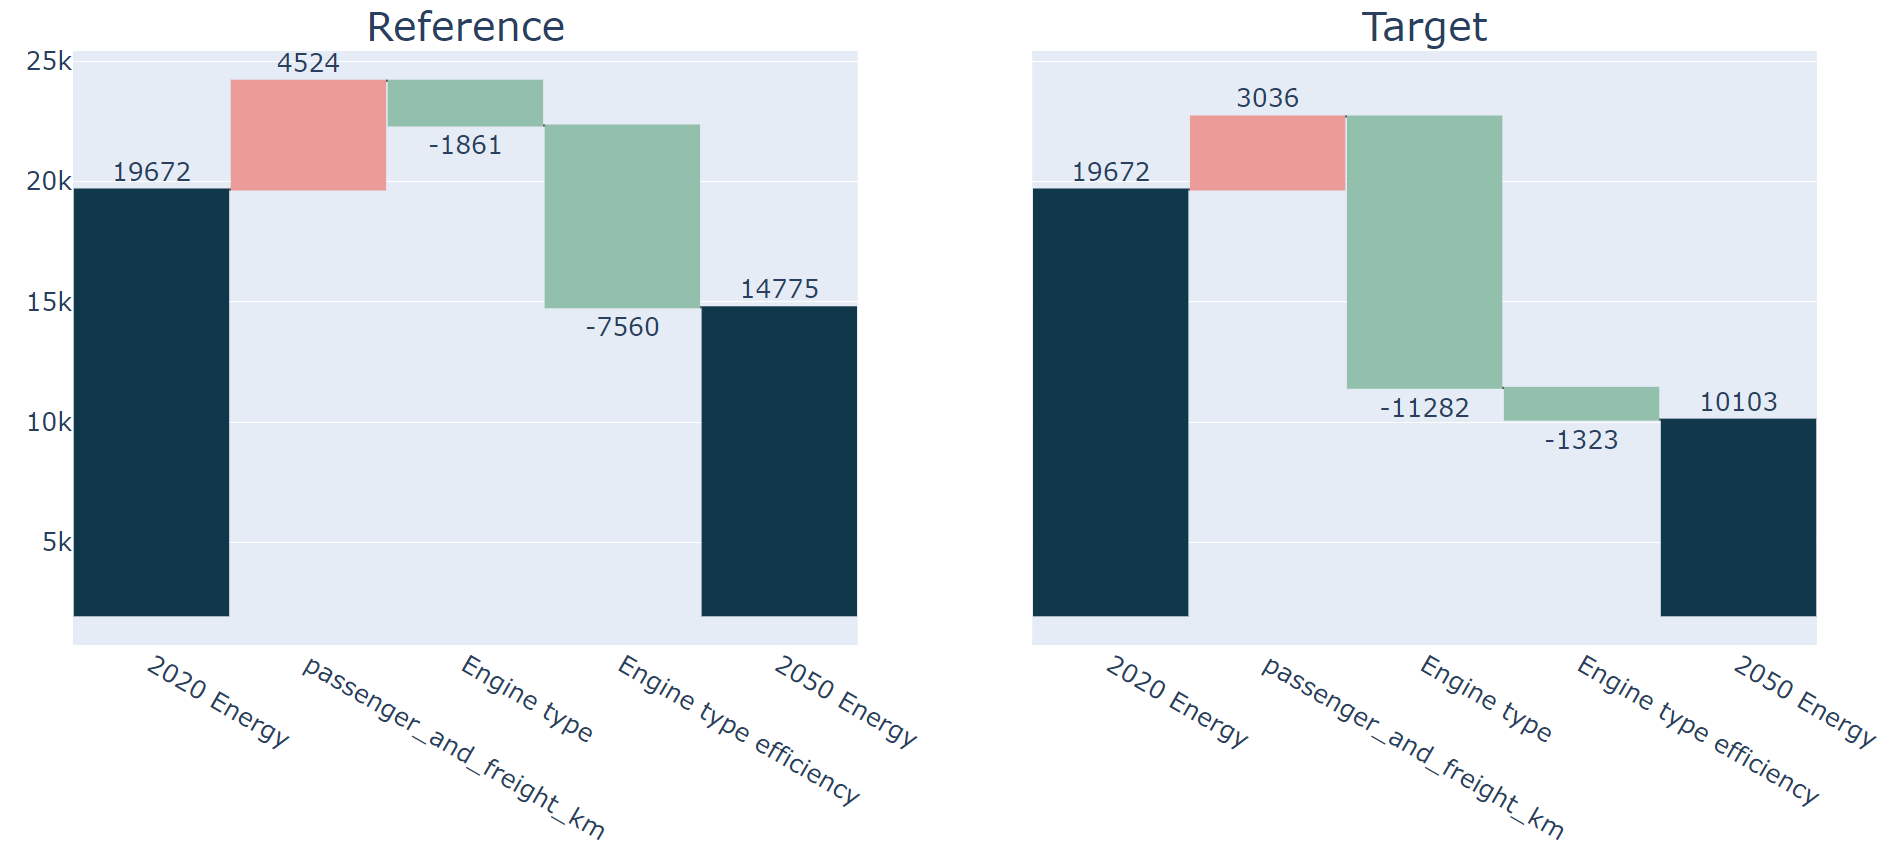 Reference
25k
20k
15k
10k
5k
19672
4524
-1861
-7560
14775
2020 Energy
passenger_and_freight_km
Engine type
Engine type efficiency
2050 Energy
Target
19672
3036
-11282
-1323
10103
2020 Energy
passenger_and_freight_km
Engine type
Engine type efficiency
2050 Energy